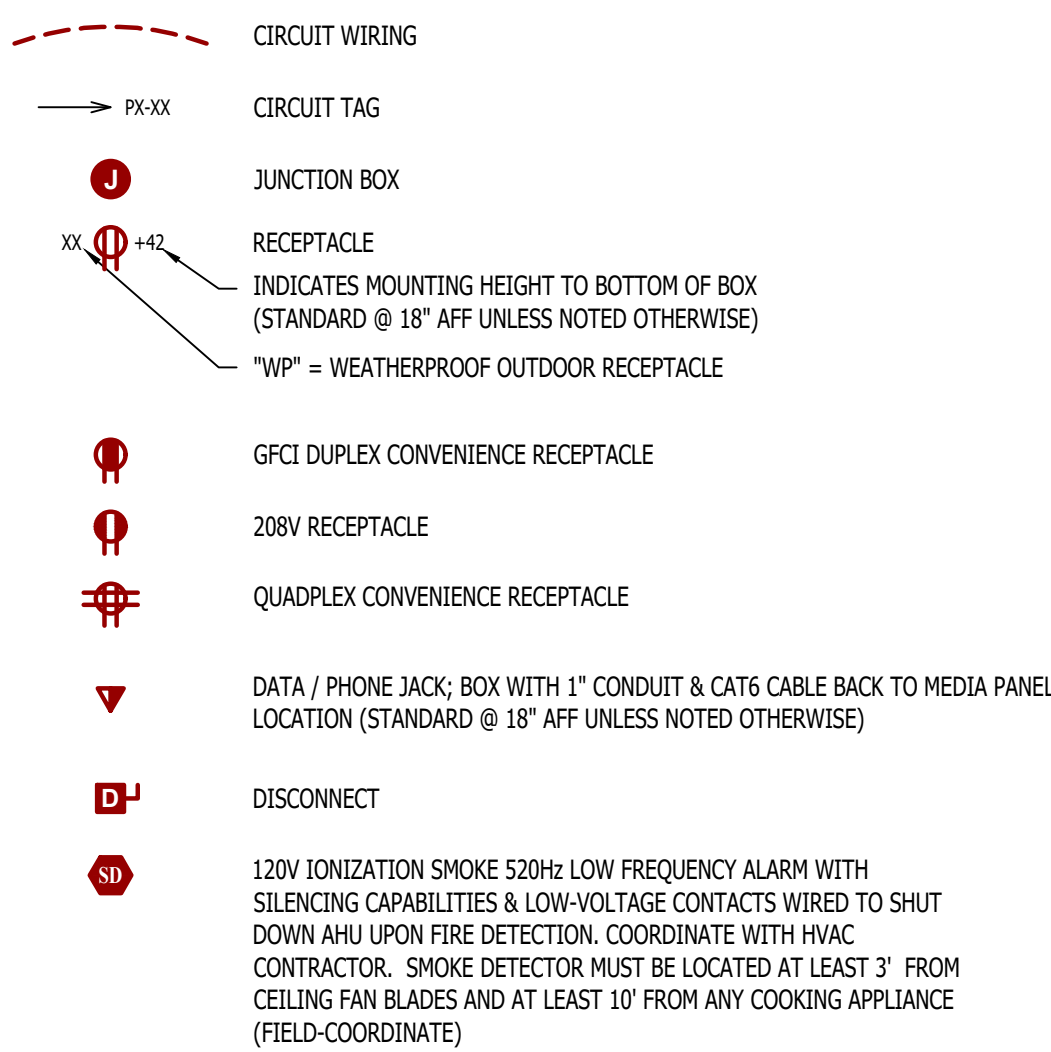 CIRCUIT WIRING
PX-XX CIRCUIT TAG
J JUNCTION BOX
XX +42 RECEPTACLE
INDICATES MOUNTING HEIGHT TO BOTTOM OF BOX
(STANDARD @ 18" AFF UNLESS NOTED OTHERWISE)
"WP" = WEATHERPROOF OUTDOOR RECEPTACLE
GFCI DUPLEX CONVENIENCE RECEPTACLE
208V RECEPTACLE
QUADPLEX CONVENIENCE RECEPTACLE
DATA / PHONE JACK; BOX WITH 1" CONDUIT & CAT6 CABLE BACK TO MEDIA PANEL
LOCATION (STANDARD @ 18" AFF UNLESS NOTED OTHERWISE)
D DISCONNECT
SD 120V IONIZATION SMOKE 520Hz LOW FREQUENCY ALARM WITH
SILENCING CAPABILITIES & LOW-VOLTAGE CONTACTS WIRED TO SHUT
DOWN AHU UPON FIRE DETECTION. COORDINATE WITH HVAC
CONTRACTOR. SMOKE DETECTOR MUST BE LOCATED AT LEAST 3' FROM
CEILING FAN BLADES AND AT LEAST 10' FROM ANY COOKING APPLIANCE
(FIELD-COORDINATE)